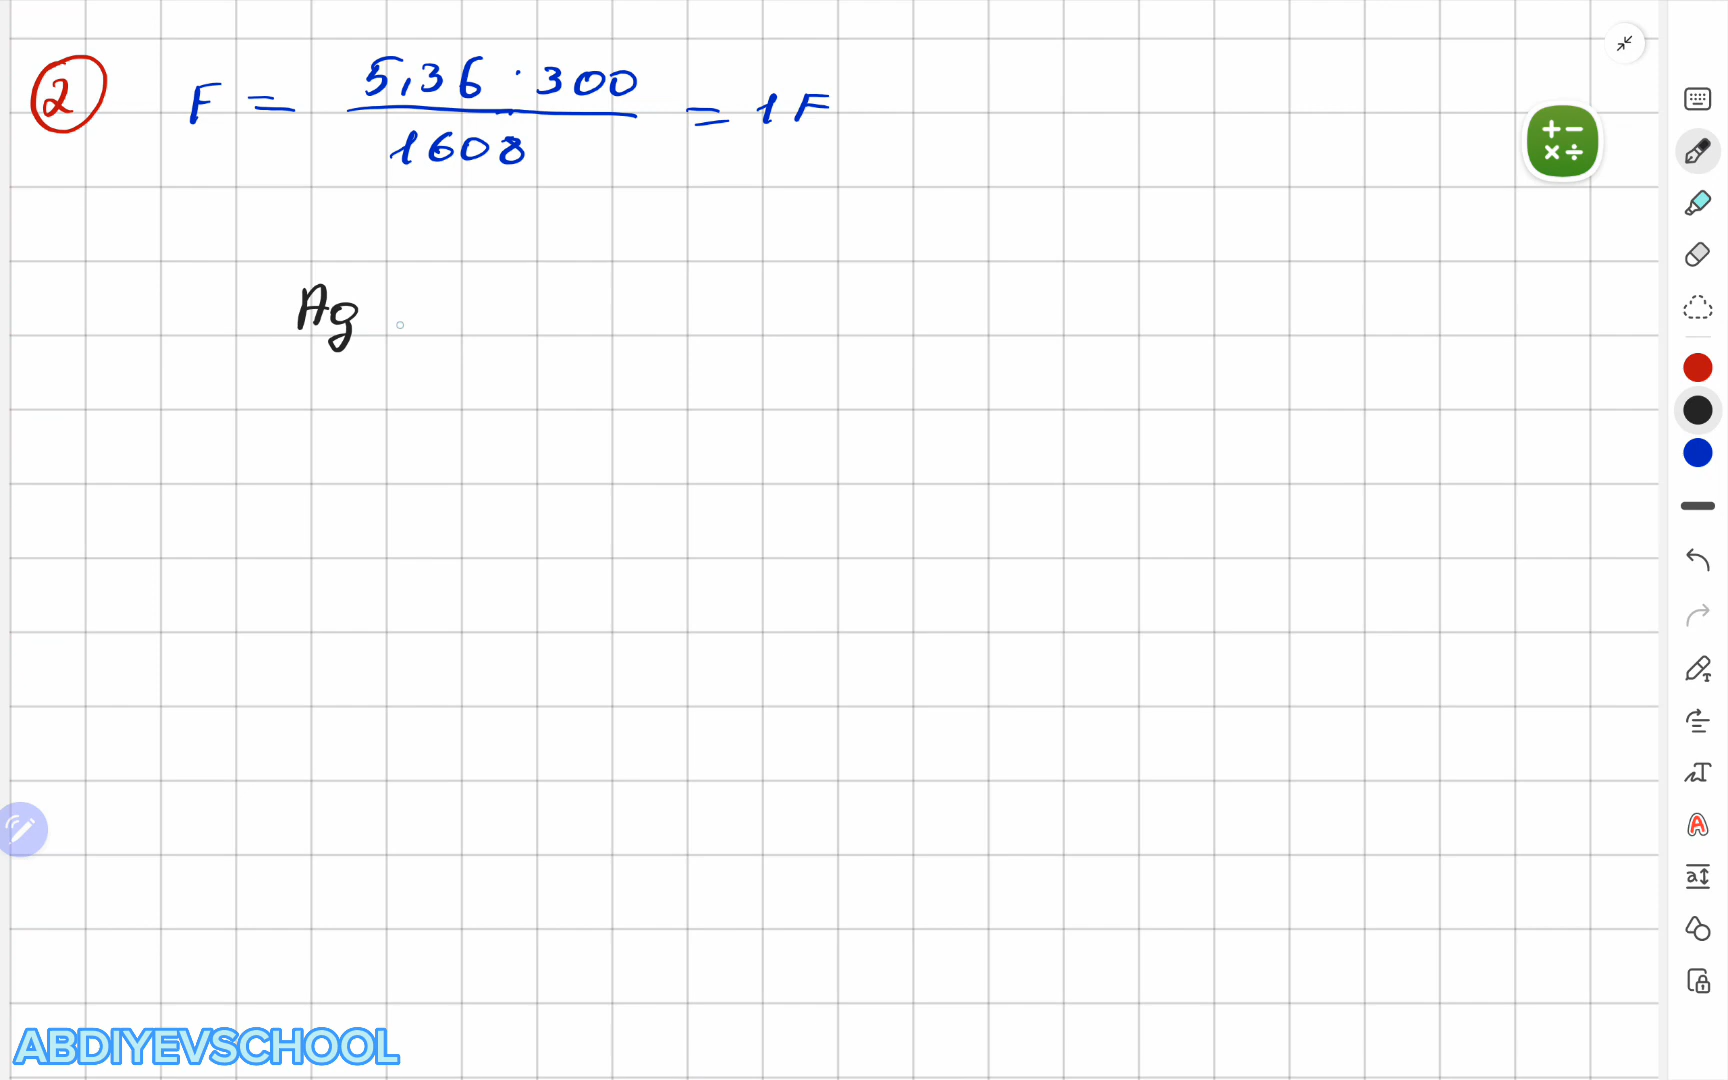 ② F = 5,36 · 300 / 1608 = 1 F
Ag
ABDIYEVSCHOOL